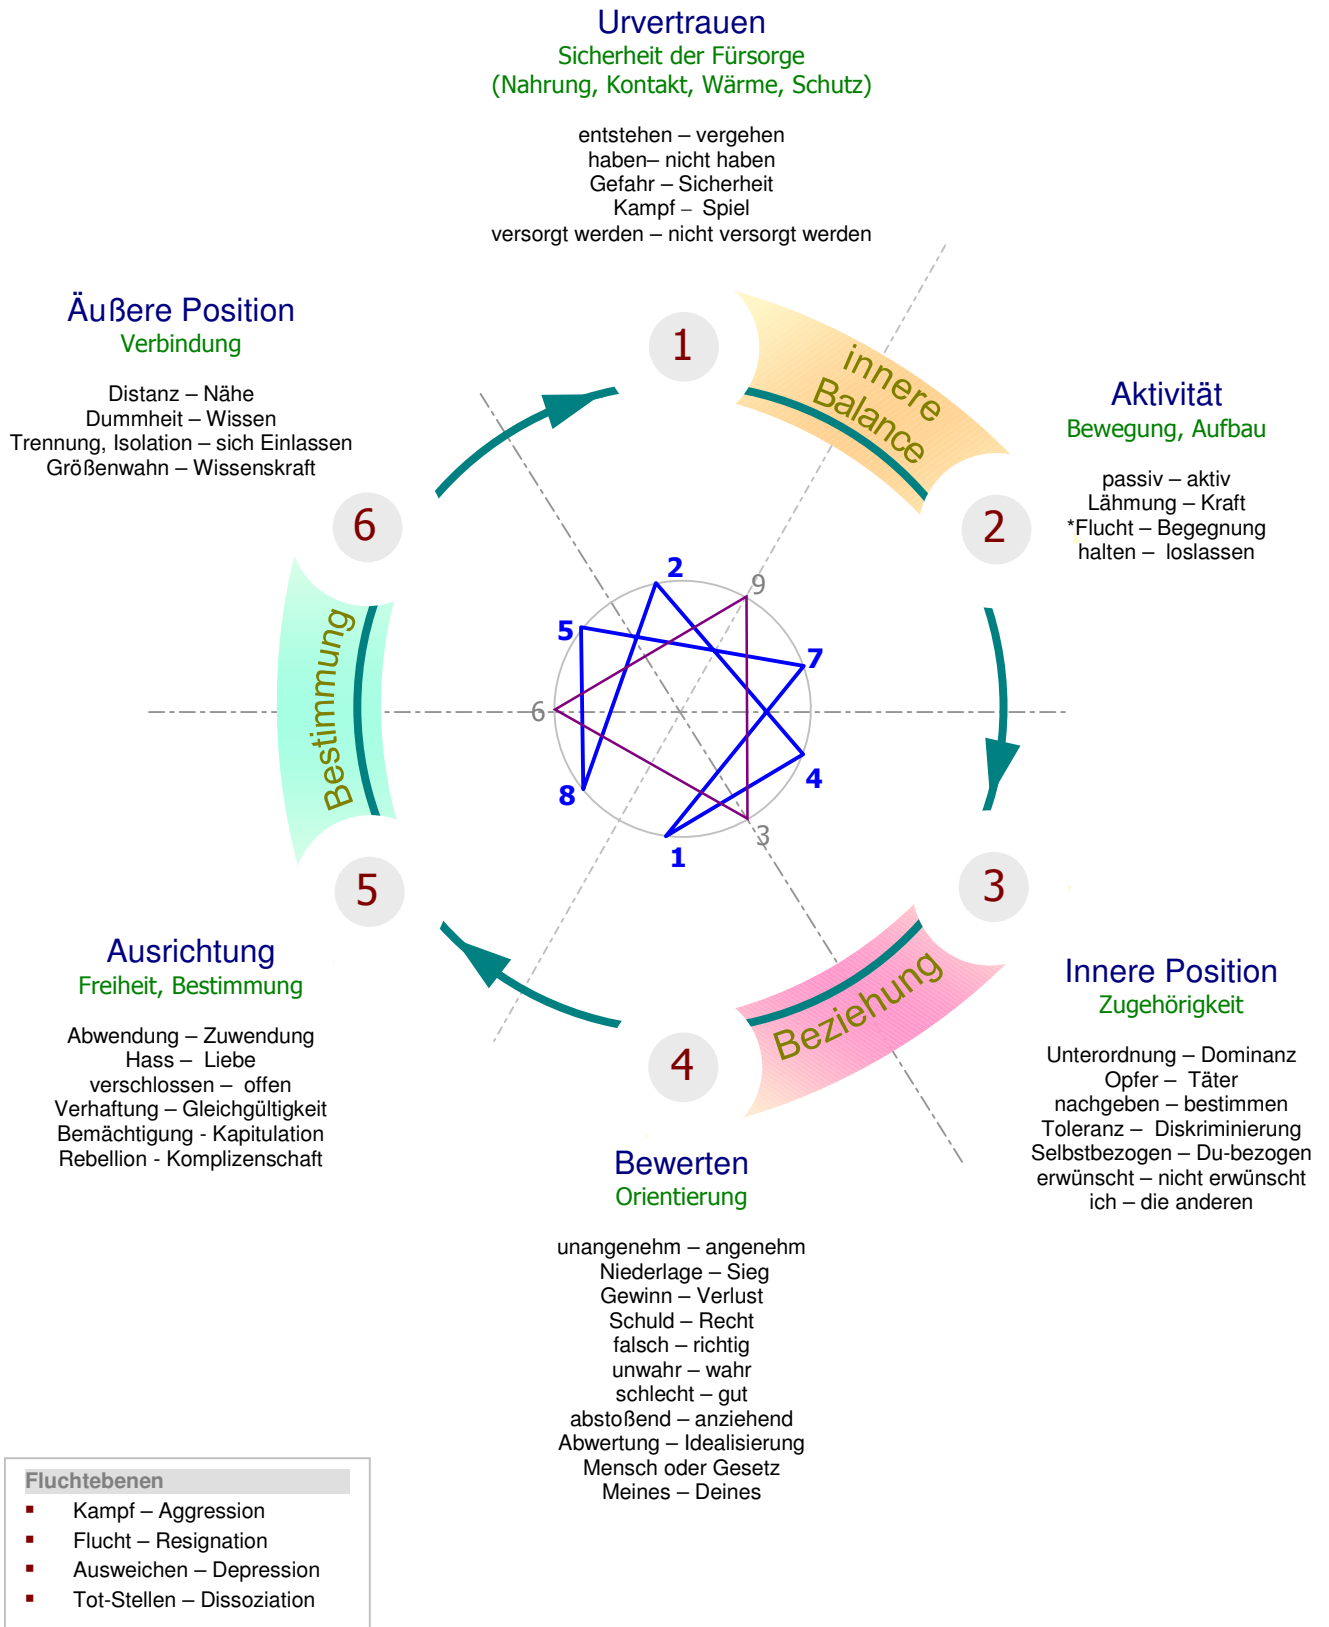 Urvertrauen
Sicherheit der Fürsorge
(Nahrung, Kontakt, Wärme, Schutz)
entstehen – vergehen
haben– nicht haben
Gefahr – Sicherheit
Kampf – Spiel
versorgt werden – nicht versorgt werden
1
innere
Balance
Aktivität
Bewegung, Aufbau
passiv – aktiv
Lähmung – Kraft
*Flucht – Begegnung
halten – loslassen
2
3
Innere Position
Zugehörigkeit
Unterordnung – Dominanz
Opfer – Täter
nachgeben – bestimmen
Toleranz – Diskriminierung
Selbstbezogen – Du-bezogen
erwünscht – nicht erwünscht
ich – die anderen
Beziehung
4
Bewerten
Orientierung
unangenehm – angenehm
Niederlage – Sieg
Gewinn – Verlust
Schuld – Recht
falsch – richtig
unwahr – wahr
schlecht – gut
abstoßend – anziehend
Abwertung – Idealisierung
Mensch oder Gesetz
Meines – Deines
5
Ausrichtung
Freiheit, Bestimmung
Abwendung – Zuwendung
Hass – Liebe
verschlossen – offen
Verhaftung – Gleichgültigkeit
Bemächtigung - Kapitulation
Rebellion - Komplizenschaft
Bestimmung
6
Äußere Position
Verbindung
Distanz – Nähe
Dummheit – Wissen
Trennung, Isolation – sich Einlassen
Größenwahn – Wissenskraft
2
9
5
7
6
4
8
3
1
Fluchtebenen
Kampf – Aggression
Flucht – Resignation
Ausweichen – Depression
Tot-Stellen – Dissoziation